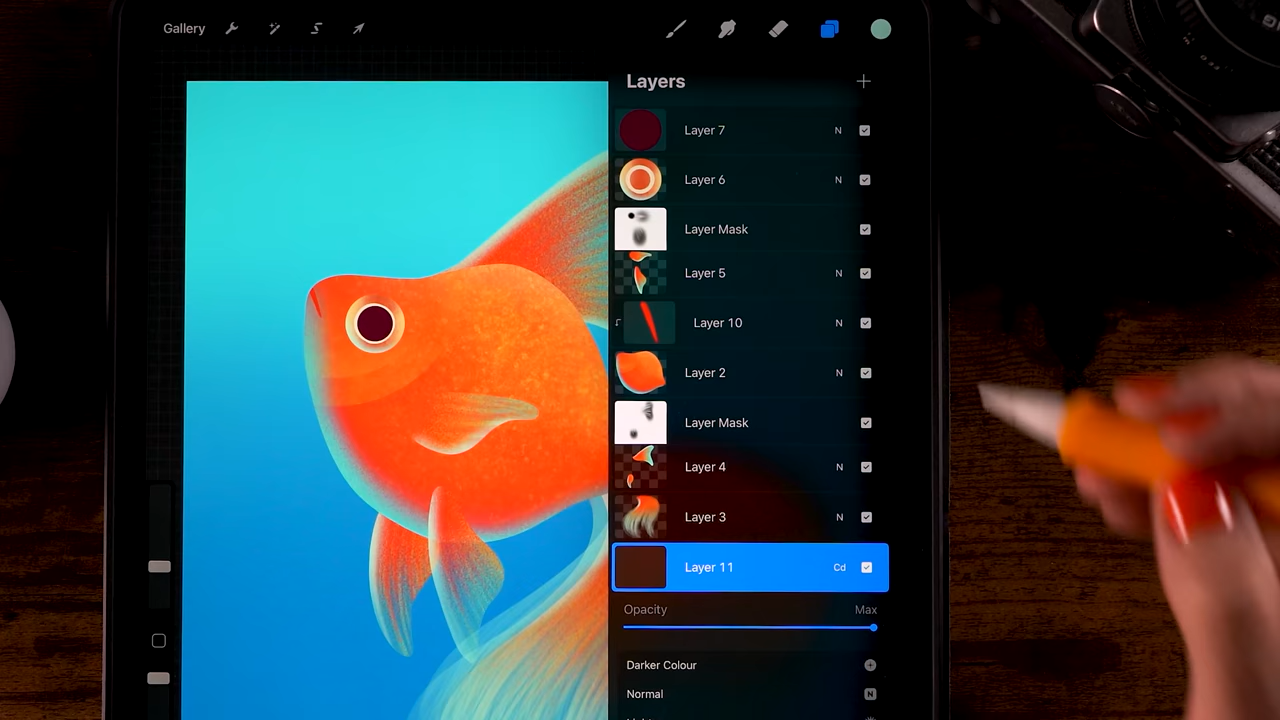 Gallery
Layers
Layer 7 N
Layer 6 N
Layer Mask
Layer 5 N
Layer 10 N
Layer 2 N
Layer Mask
Layer 4 N
Layer 3 N
Layer 11 Cd
Opacity Max
Darker Colour
Normal N